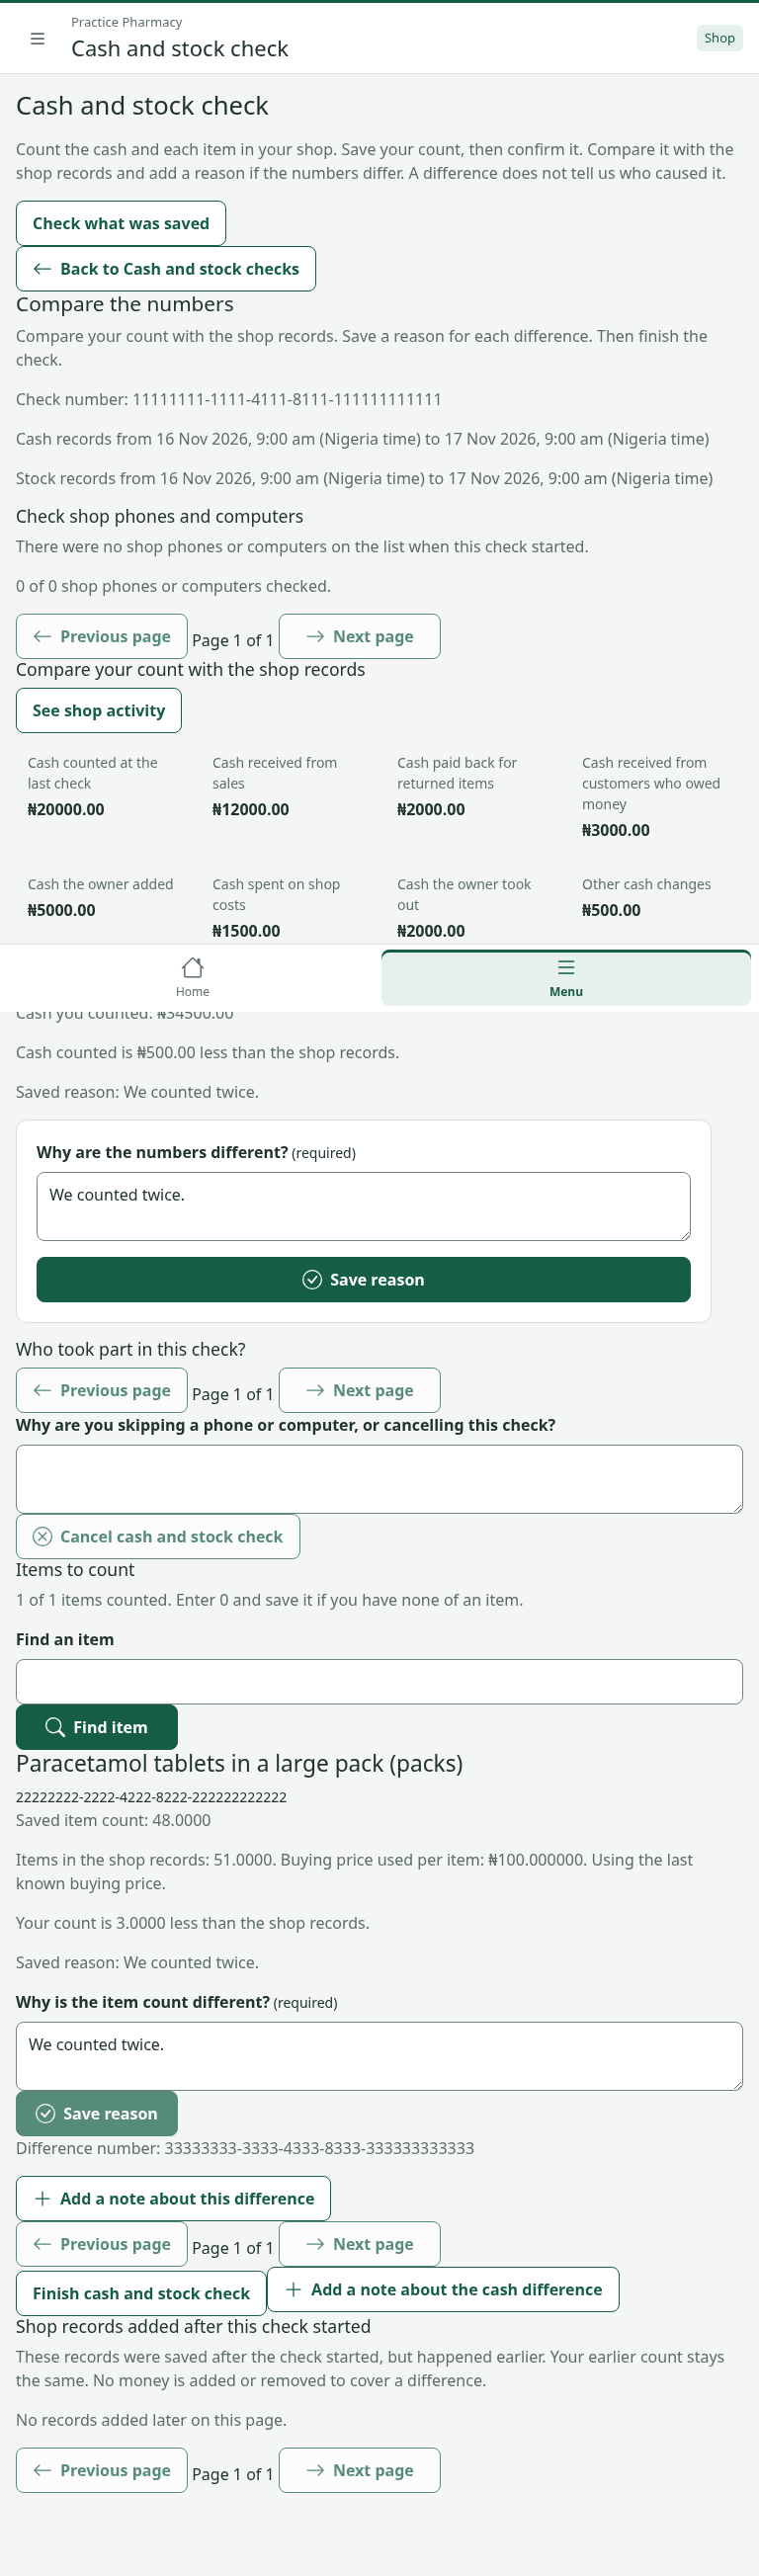 Practice Pharmacy
Cash and stock check
Shop
Cash and stock check
Count the cash and each item in your shop. Save your count, then confirm it. Compare it with the
shop records and add a reason if the numbers differ. A difference does not tell us who caused it.
Check what was saved
Back to Cash and stock checks
Compare the numbers
Compare your count with the shop records. Save a reason for each difference. Then finish the
check.
Check number: 11111111-1111-4111-8111-111111111111
Cash records from 16 Nov 2026, 9:00 am (Nigeria time) to 17 Nov 2026, 9:00 am (Nigeria time)
Stock records from 16 Nov 2026, 9:00 am (Nigeria time) to 17 Nov 2026, 9:00 am (Nigeria time)
Check shop phones and computers
There were no shop phones or computers on the list when this check started.
0 of 0 shop phones or computers checked.
Previous page Page 1 of 1 Next page
Compare your count with the shop records
See shop activity
Cash counted at the
last check
₦20000.00
Cash received from
sales
₦12000.00
Cash paid back for
returned items
₦2000.00
Cash received from
customers who owed
money
₦3000.00
Cash the owner added
₦5000.00
Cash spent on shop
costs
₦1500.00
Cash the owner took
out
₦2000.00
Other cash changes
₦500.00
Home
Menu
Cash you counted: ₦34500.00
Cash counted is ₦500.00 less than the shop records.
Saved reason: We counted twice.
Why are the numbers different? (required)
We counted twice.
Save reason
Who took part in this check?
Previous page Page 1 of 1 Next page
Why are you skipping a phone or computer, or cancelling this check?
Cancel cash and stock check
Items to count
1 of 1 items counted. Enter 0 and save it if you have none of an item.
Find an item
Find item
Paracetamol tablets in a large pack (packs)
22222222-2222-4222-8222-222222222222
Saved item count: 48.0000
Items in the shop records: 51.0000. Buying price used per item: ₦100.000000. Using the last
known buying price.
Your count is 3.0000 less than the shop records.
Saved reason: We counted twice.
Why is the item count different? (required)
We counted twice.
Save reason
Difference number: 33333333-3333-4333-8333-333333333333
Add a note about this difference
Previous page Page 1 of 1 Next page
Finish cash and stock check Add a note about the cash difference
Shop records added after this check started
These records were saved after the check started, but happened earlier. Your earlier count stays
the same. No money is added or removed to cover a difference.
No records added later on this page.
Previous page Page 1 of 1 Next page